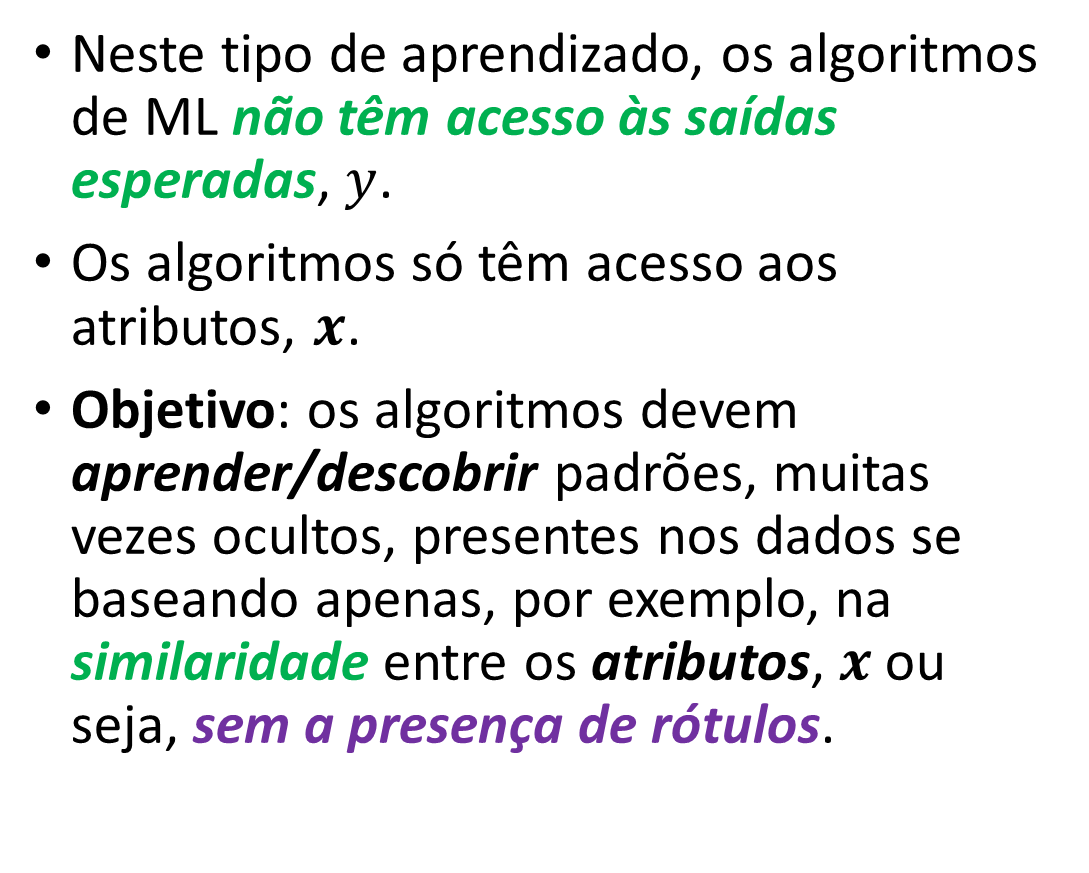 • Neste tipo de aprendizado, os algoritmos
de ML não têm acesso às saídas
esperadas, y.
• Os algoritmos só têm acesso aos
atributos, x.
• Objetivo: os algoritmos devem
aprender/descobrir padrões, muitas
vezes ocultos, presentes nos dados se
baseando apenas, por exemplo, na
similaridade entre os atributos, x ou
seja, sem a presença de rótulos.